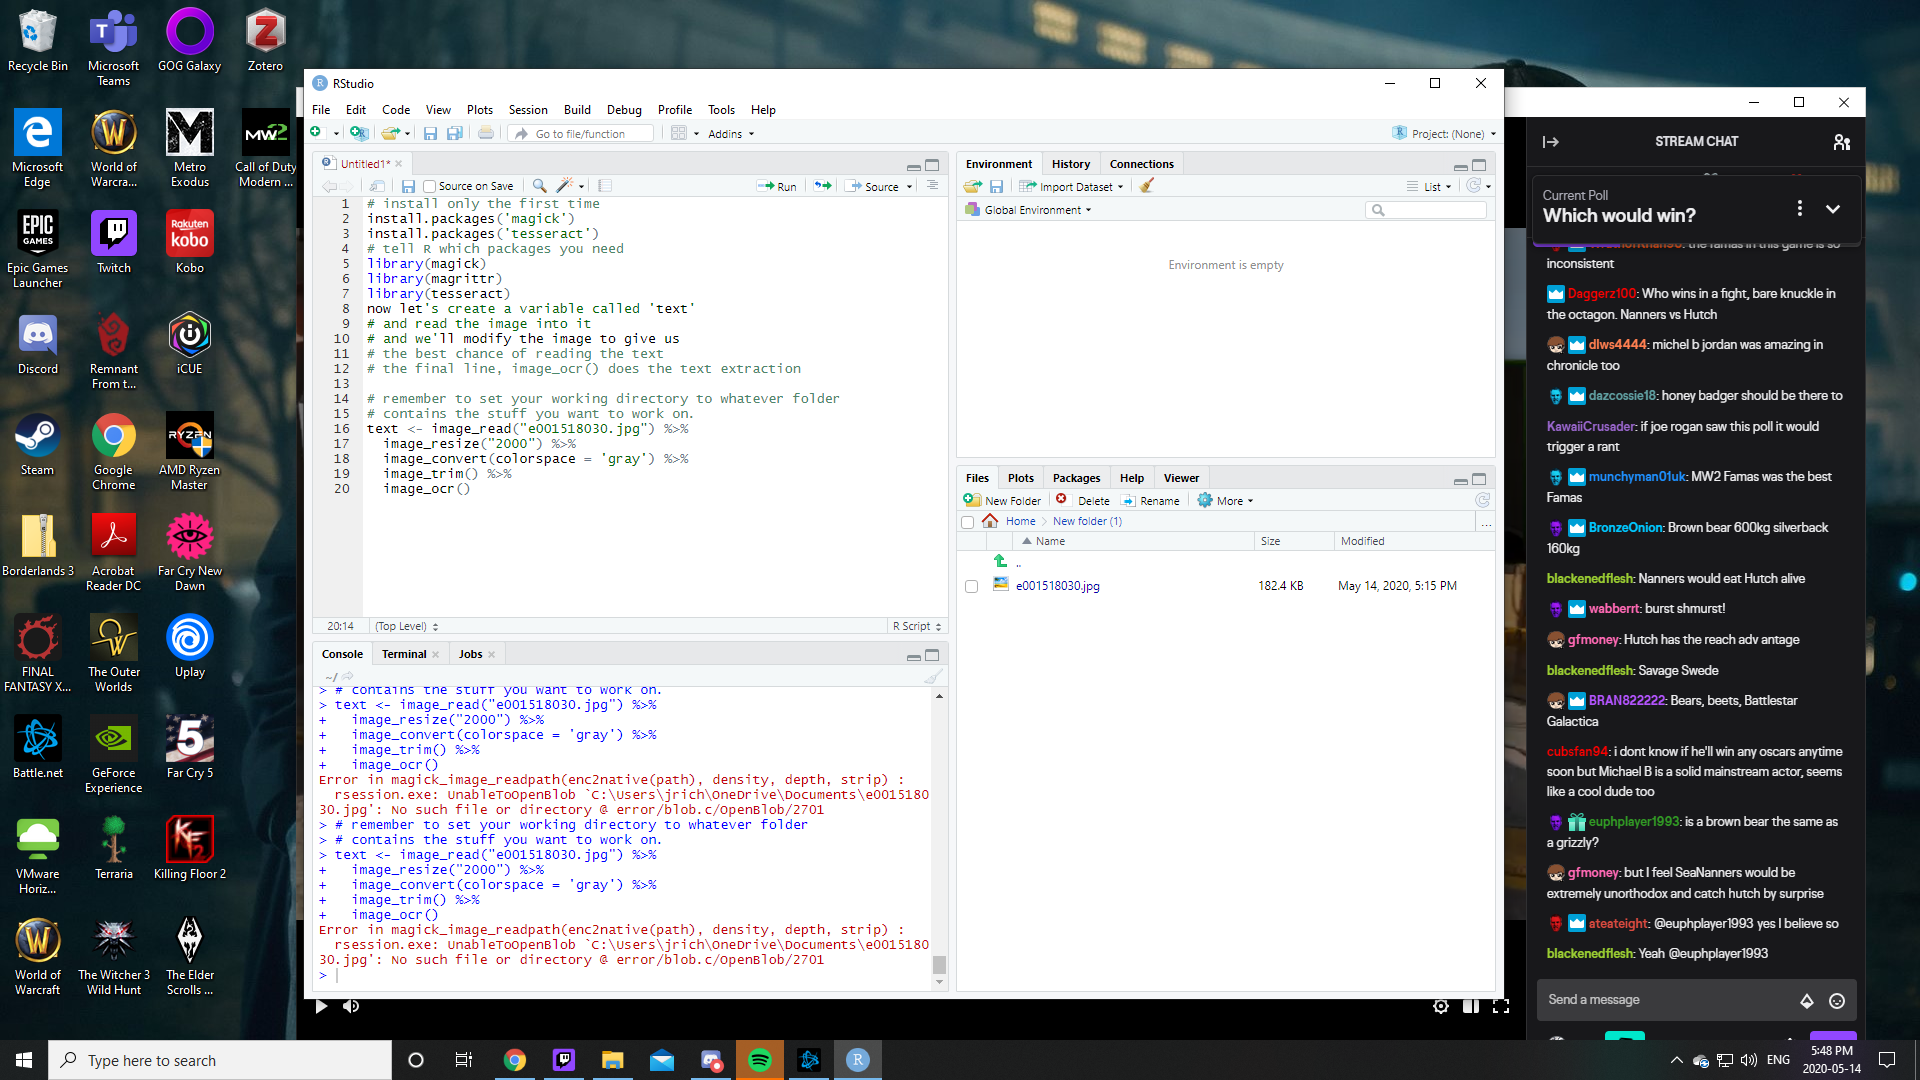 Recycle Bin
Microsoft Teams
GOG Galaxy
Zotero
Microsoft Edge
World of Warcra...
Metro Exodus
Call of Duty Modern ...
Epic Games Launcher
Twitch
Kobo
Discord
Remnant From t...
iCUE
Steam
Google Chrome
AMD Ryzen Master
Borderlands 3
Acrobat Reader DC
Far Cry New Dawn
FINAL FANTASY X...
The Outer Worlds
Uplay
Battle.net
GeForce Experience
Far Cry 5
VMware Horiz...
Terraria
Killing Floor 2
World of Warcraft
The Witcher 3 Wild Hunt
The Elder Scrolls ...
RStudio
File Edit Code View Plots Session Build Debug Profile Tools Help
Go to file/function
Addins
Project: (None)
Untitled1*
Source on Save
Run
Source
1 # install only the first time
2 install.packages('magick')
3 install.packages('tesseract')
4 # tell R which packages you need
5 library(magick)
6 library(magrittr)
7 library(tesseract)
8 now let's create a variable called 'text'
9 # and read the image into it
10 # and we'll modify the image to give us
11 # the best chance of reading the text
12 # the final line, image_ocr() does the text extraction
13
14 # remember to set your working directory to whatever folder
15 # contains the stuff you want to work on.
16 text <- image_read("e001518030.jpg") %>%
17 image_resize("2000") %>%
18 image_convert(colorspace = 'gray') %>%
19 image_trim() %>%
20 image_ocr()
20:14 (Top Level) R Script
Console Terminal Jobs
~/
> # contains the stuff you want to work on.
> text <- image_read("e001518030.jpg") %>%
+ image_resize("2000") %>%
+ image_convert(colorspace = 'gray') %>%
+ image_trim() %>%
+ image_ocr()
Error in magick_image_readpath(enc2native(path), density, depth, strip) :
rsession.exe: UnableToOpenBlob `C:\Users\jrich\OneDrive\Documents\e0015180
30.jpg': No such file or directory @ error/blob.c/OpenBlob/2701
> # remember to set your working directory to whatever folder
> # contains the stuff you want to work on.
> text <- image_read("e001518030.jpg") %>%
+ image_resize("2000") %>%
+ image_convert(colorspace = 'gray') %>%
+ image_trim() %>%
+ image_ocr()
Error in magick_image_readpath(enc2native(path), density, depth, strip) :
rsession.exe: UnableToOpenBlob `C:\Users\jrich\OneDrive\Documents\e0015180
30.jpg': No such file or directory @ error/blob.c/OpenBlob/2701
>
Environment History Connections
Import Dataset
List
Global Environment
Environment is empty
Files Plots Packages Help Viewer
New Folder Delete Rename More
Home New folder (1)
...
Name Size Modified
..
e001518030.jpg 182.4 KB May 14, 2020, 5:15 PM
STREAM CHAT
Current Poll
Which would win?
the famas in this game is so
inconsistent
Daggerz100: Who wins in a fight, bare knuckle in
the octagon. Nanners vs Hutch
dlws4444: michel b jordan was amazing in
chronicle too
dazcossie18: honey badger should be there to
KawaiiCrusader: if joe rogan saw this poll it would
trigger a rant
munchyman01uk: MW2 Famas was the best
Famas
BronzeOnion: Brown bear 600kg silverback
160kg
blackenedflesh: Nanners would eat Hutch alive
wabberrt: burst shmurst!
gfmoney: Hutch has the reach adv antage
blackenedflesh: Savage Swede
BRAN822222: Bears, beets, Battlestar
Galactica
cubsfan94: i dont know if he'll win any oscars anytime
soon but Michael B is a solid mainstream actor, seems
like a cool dude too
euphplayer1993: is a brown bear the same as
a grizzly?
gfmoney: but I feel SeaNanners would be
extremely unorthodox and catch hutch by surprise
ateateight: @euphplayer1993 yes I believe so
blackenedflesh: Yeah @euphplayer1993
Send a message
Type here to search
ENG
5:48 PM
2020-05-14